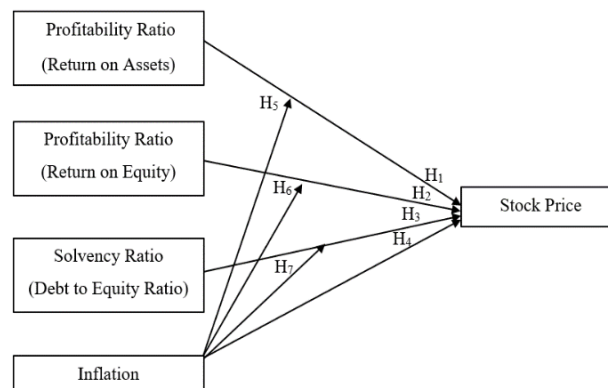 Profitability Ratio
(Return on Assets)
H5
Profitability Ratio
(Return on Equity)
H6
H1
H2
H3
H4
Stock Price
Solvency Ratio
(Debt to Equity Ratio)
H7
Inflation